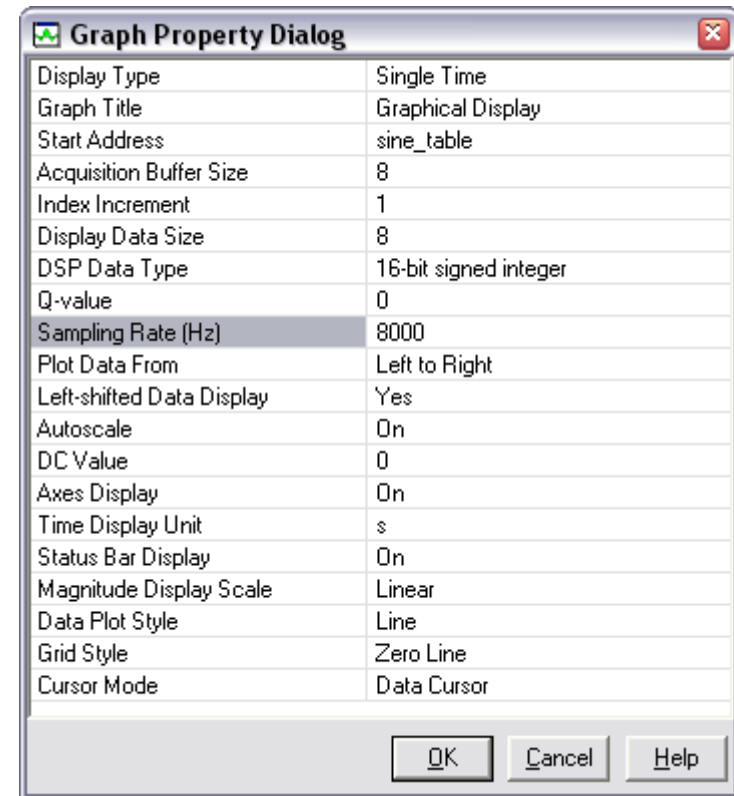 Graph Property Dialog
Display Type Single Time
Graph Title Graphical Display
Start Address sine_table
Acquisition Buffer Size 8
Index Increment 1
Display Data Size 8
DSP Data Type 16-bit signed integer
Q-value 0
Sampling Rate (Hz) 8000
Plot Data From Left to Right
Left-shifted Data Display Yes
Autoscale On
DC Value 0
Axes Display On
Time Display Unit s
Status Bar Display On
Magnitude Display Scale Linear
Data Plot Style Line
Grid Style Zero Line
Cursor Mode Data Cursor
OK Cancel Help